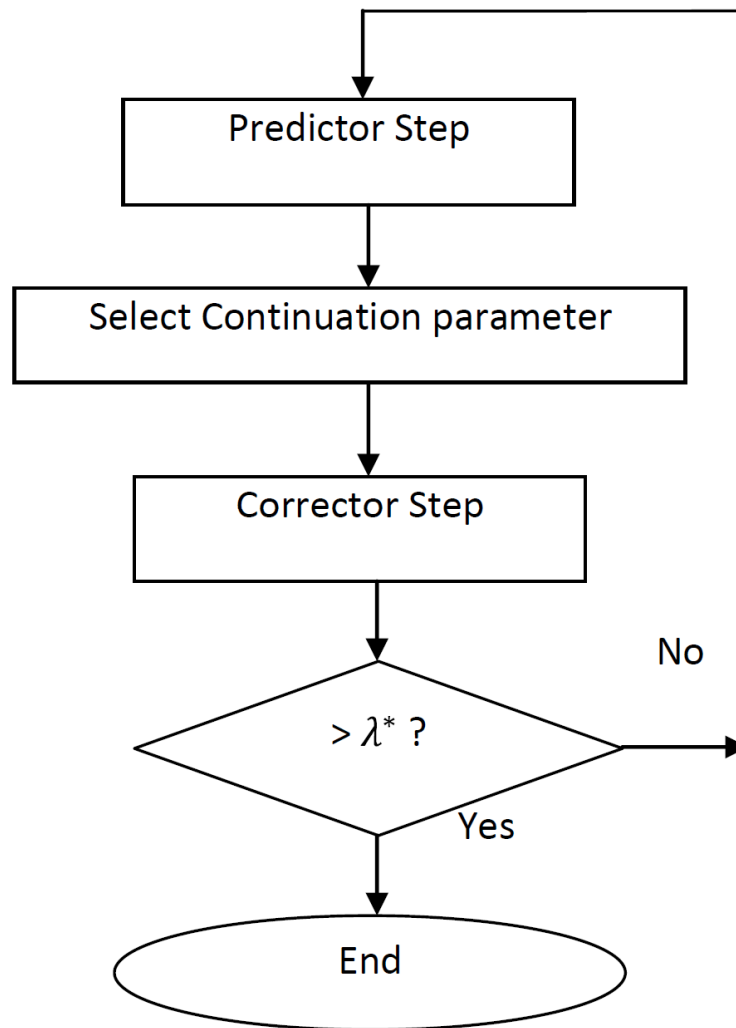 Predictor Step
Select Continuation parameter
Corrector Step
No
> λ* ?
Yes
End